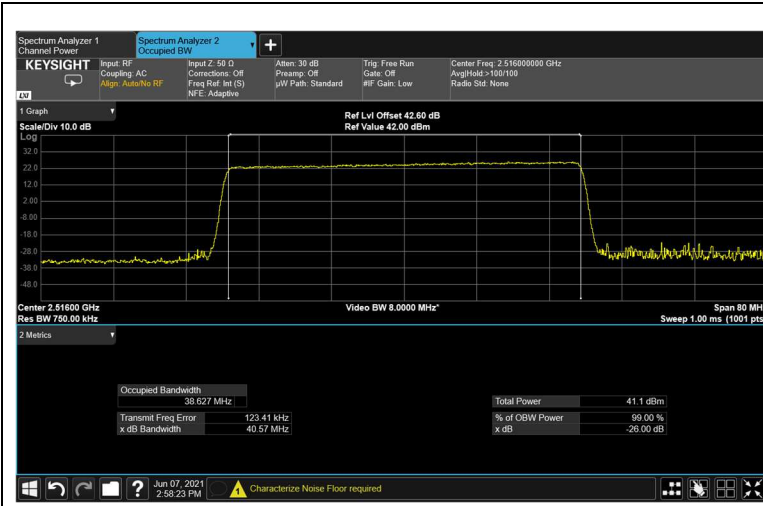 Spectrum Analyzer 1
Channel Power
Spectrum Analyzer 2
Occupied BW
+
KEYSIGHT
LXI
Input: RF
Coupling: AC
Align: Auto/No RF
Input Z: 50 Ω
Corrections: Off
Freq Ref: Int (S)
NFE: Adaptive
Atten: 30 dB
Preamp: Off
µW Path: Standard
Trig: Free Run
Gate: Off
#IF Gain: Low
Center Freq: 2.516000000 GHz
Avg|Hold:>100/100
Radio Std: None
1 Graph
Scale/Div 10.0 dB
Ref Lvl Offset 42.60 dB
Ref Value 42.00 dBm
Log
32.0
22.0
12.0
2.00
-8.00
-18.0
-28.0
-38.0
-48.0
Center 2.51600 GHz
Video BW 8.0000 MHz*
Span 80 MH
Res BW 750.00 kHz
Sweep 1.00 ms (1001 pts
2 Metrics
Occupied Bandwidth
38.627 MHz
Total Power 41.1 dBm
Transmit Freq Error 123.41 kHz
% of OBW Power 99.00 %
x dB Bandwidth 40.57 MHz
x dB -26.00 dB
?
Jun 07, 2021
2:58:23 PM
1
Characterize Noise Floor required